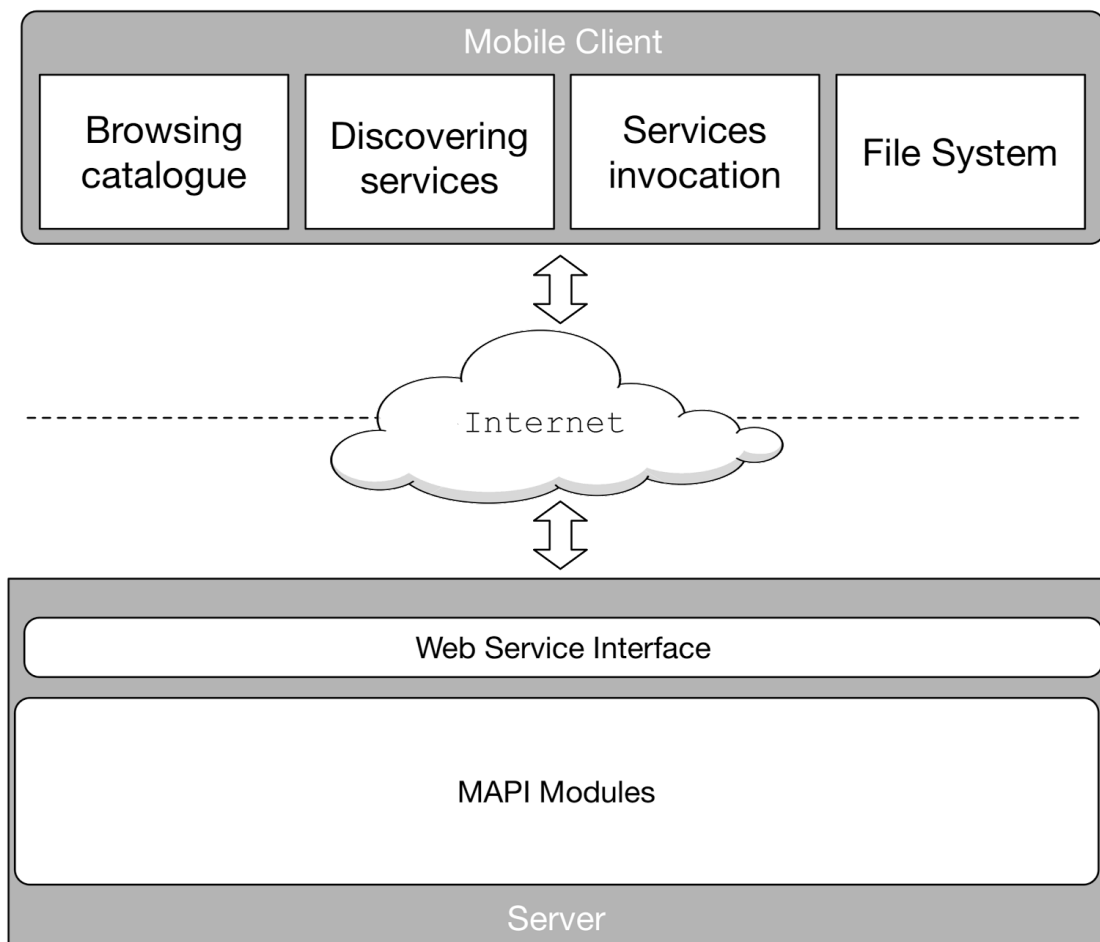 Mobile Client
Browsing
catalogue
Discovering
services
Services
invocation
File System
Internet
Web Service Interface
MAPI Modules
Server